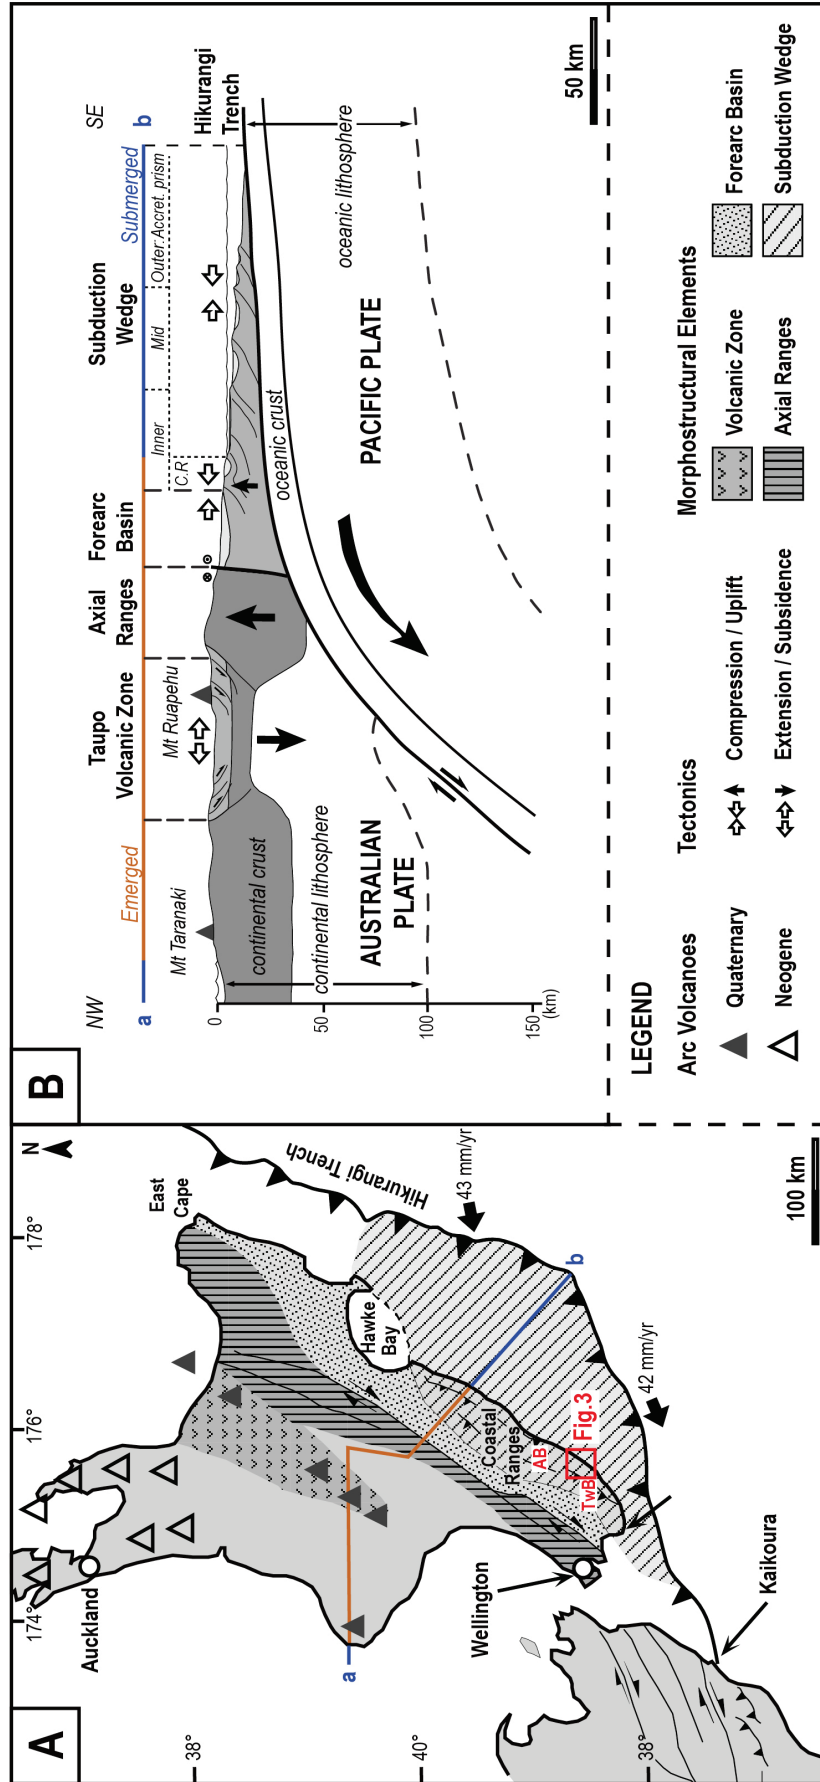 A
N
174°
176°
178°
38°
40°
38°
Auckland
East
Cape
Hikurangi Trench
Hawke
Bay
43 mm/yr
42 mm/yr
Coastal
Ranges
AB
TwB
Fig.3
a
b
Wellington
Kaikoura
100 km
B
NW
SE
a
b
Emerged
Submerged
Taupo
Volcanic Zone
Axial
Ranges
Forearc
Basin
Subduction
Wedge
C.R
Inner
Mid
Outer: Accret. prism
Hikurangi
Trench
Mt Taranaki
Mt Ruapehu
0
50
100
150
(km)
continental crust
continental lithosphere
AUSTRALIAN
PLATE
oceanic crust
PACIFIC PLATE
oceanic lithosphere
50 km
LEGEND
Arc Volcanoes
Quaternary
Neogene
Tectonics
Compression / Uplift
Extension / Subsidence
Morphostructural Elements
Volcanic Zone
Axial Ranges
Forearc Basin
Subduction Wedge